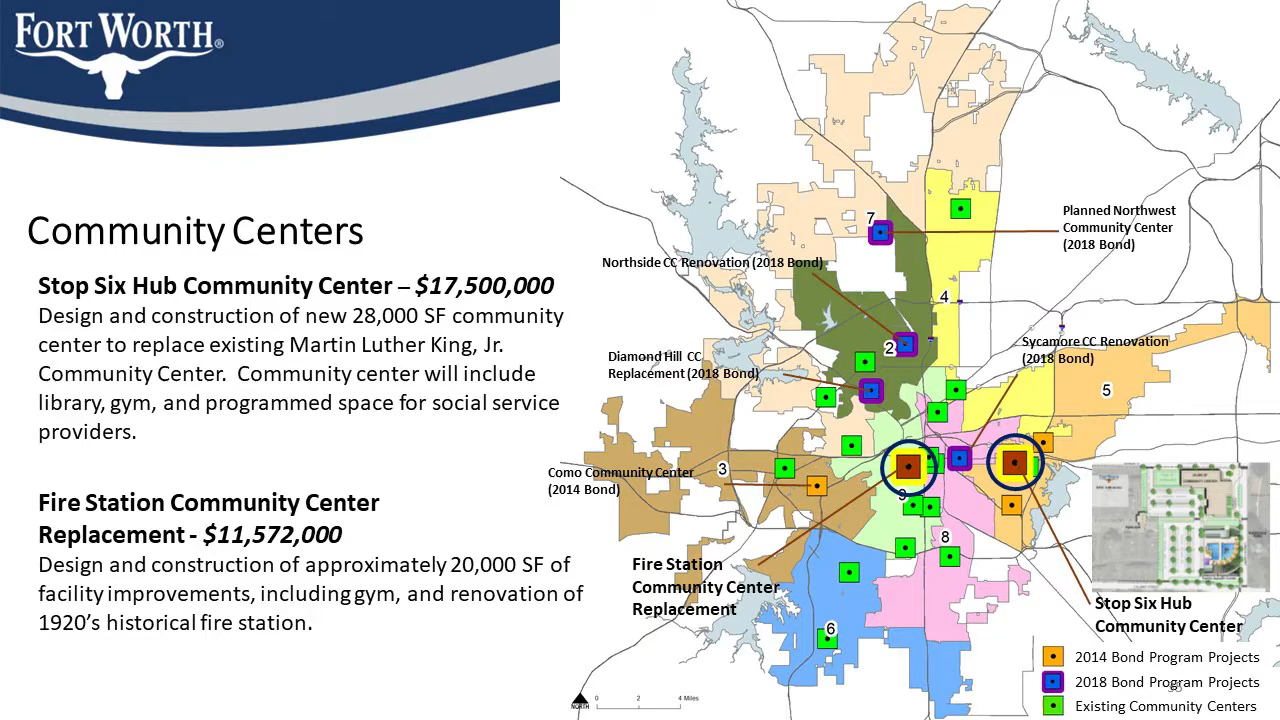 FORT WORTH®
Community Centers
Stop Six Hub Community Center – $17,500,000
Design and construction of new 28,000 SF community
center to replace existing Martin Luther King, Jr.
Community Center. Community center will include
library, gym, and programmed space for social service
providers.
Fire Station Community Center
Replacement - $11,572,000
Design and construction of approximately 20,000 SF of
facility improvements, including gym, and renovation of
1920’s historical fire station.
7
Planned Northwest
Community Center
(2018 Bond)
Northside CC Renovation (2018 Bond)
4
2
Sycamore CC Renovation
(2018 Bond)
Diamond Hill CC
Replacement (2018 Bond)
5
3
Como Community Center
(2014 Bond)
9
8
Fire Station
Community Center
Replacement
Stop Six Hub
Community Center
6
2014 Bond Program Projects
2018 Bond Program Projects
Existing Community Centers
NORTH
0 2 4 Miles